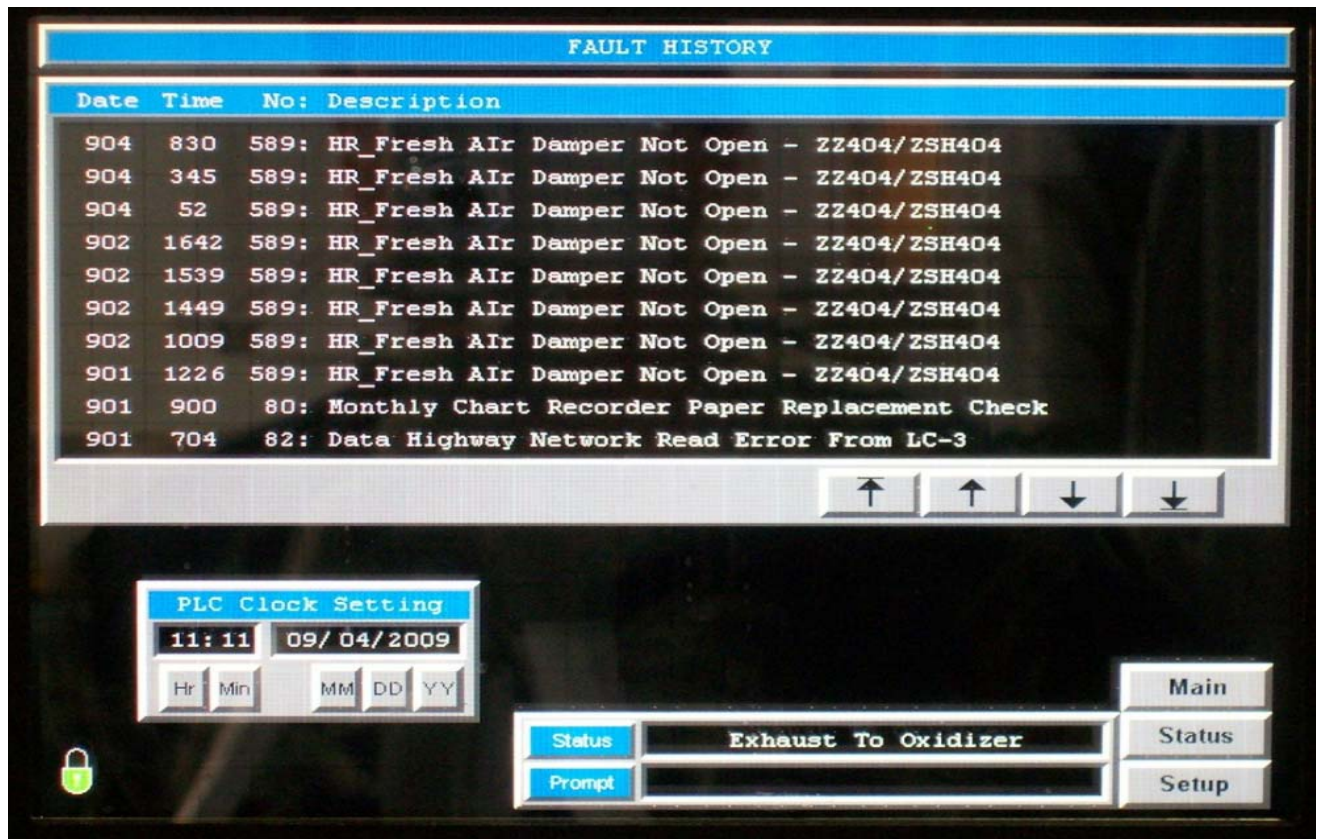 FAULT HISTORY
Date Time No: Description
904 830 589: HR_Fresh AIr Damper Not Open - ZZ404/ZSH404
904 345 589: HR_Fresh AIr Damper Not Open - ZZ404/ZSH404
904 52 589: HR_Fresh AIr Damper Not Open - ZZ404/ZSH404
902 1642 589: HR_Fresh AIr Damper Not Open - ZZ404/ZSH404
902 1539 589: HR_Fresh AIr Damper Not Open - ZZ404/ZSH404
902 1449 589: HR_Fresh AIr Damper Not Open - ZZ404/ZSH404
902 1009 589: HR_Fresh AIr Damper Not Open - ZZ404/ZSH404
901 1226 589: HR_Fresh AIr Damper Not Open - ZZ404/ZSH404
901 900 80: Monthly Chart Recorder Paper Replacement Check
901 704 82: Data Highway Network Read Error From LC-3
PLC Clock Setting
11:11 09/04/2009
Hr Min MM DD YY
Main
Status Exhaust To Oxidizer Status
Prompt Setup